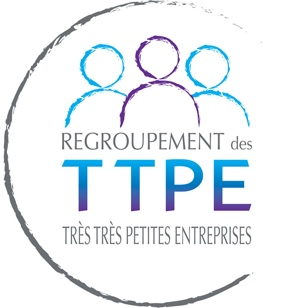 REGROUPEMENT des
TTPE
TRÈS TRÈS PETITES ENTREPRISES